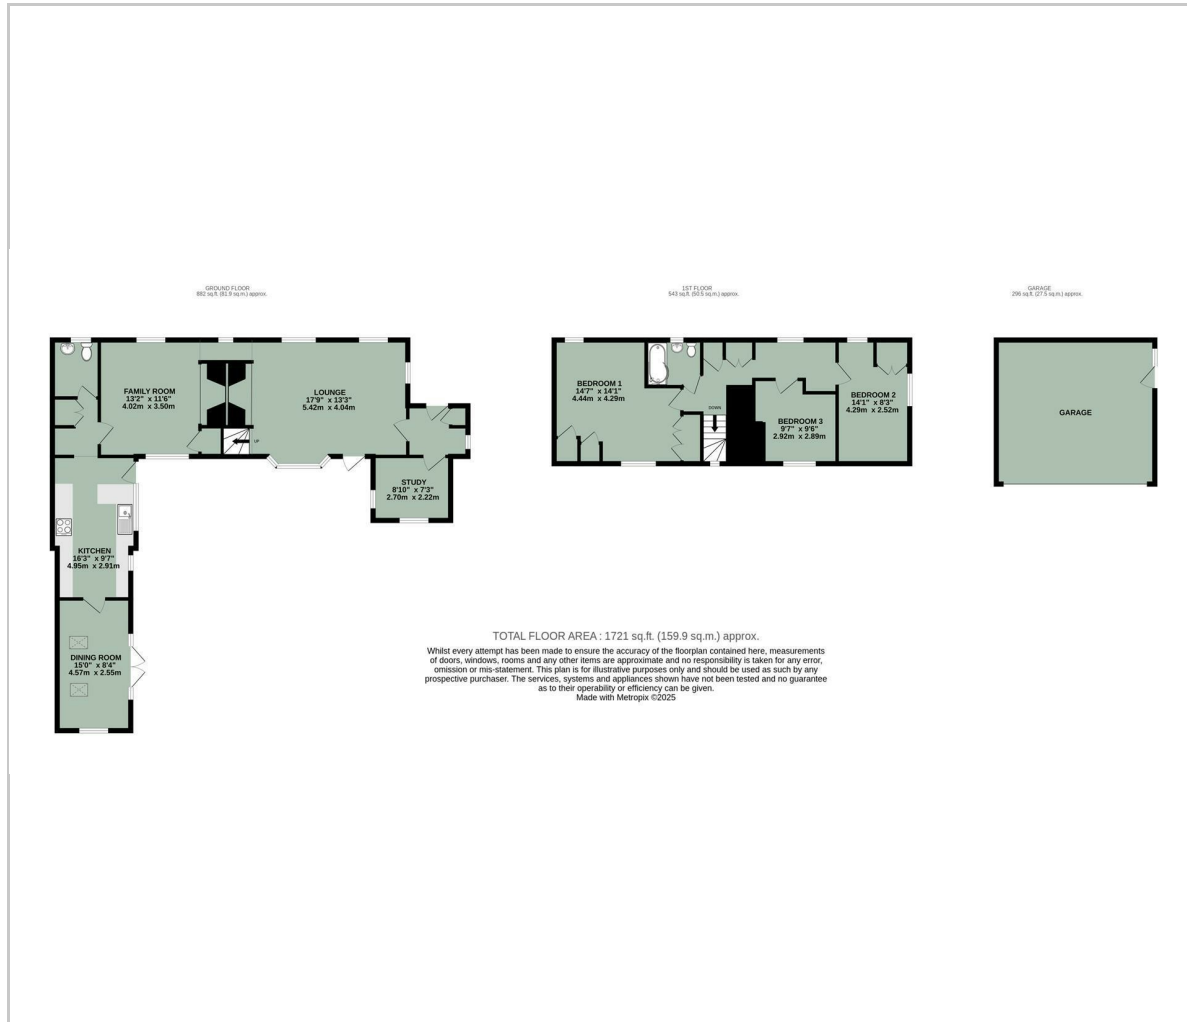 GROUND FLOOR
882 sq.ft. (81.9 sq.m.) approx.
1ST FLOOR
543 sq.ft. (50.5 sq.m.) approx.
GARAGE
296 sq.ft. (27.5 sq.m.) approx.
FAMILY ROOM
13'2" x 11'6"
4.02m x 3.50m
LOUNGE
17'9" x 13'3"
5.42m x 4.04m
UP
STUDY
8'10" x 7'3"
2.70m x 2.22m
KITCHEN
16'3" x 9'7"
4.95m x 2.91m
DINING ROOM
15'0" x 8'4"
4.57m x 2.55m
BEDROOM 1
14'7" x 14'1"
4.44m x 4.29m
DOWN
BEDROOM 3
9'7" x 9'6"
2.92m x 2.89m
BEDROOM 2
14'1" x 8'3"
4.29m x 2.52m
GARAGE
TOTAL FLOOR AREA : 1721 sq.ft. (159.9 sq.m.) approx.
Whilst every attempt has been made to ensure the accuracy of the floorplan contained here, measurements
of doors, windows, rooms and any other items are approximate and no responsibility is taken for any error,
omission or mis-statement. This plan is for illustrative purposes only and should be used as such by any
prospective purchaser. The services, systems and appliances shown have not been tested and no guarantee
as to their operability or efficiency can be given.
Made with Metropix ©2025